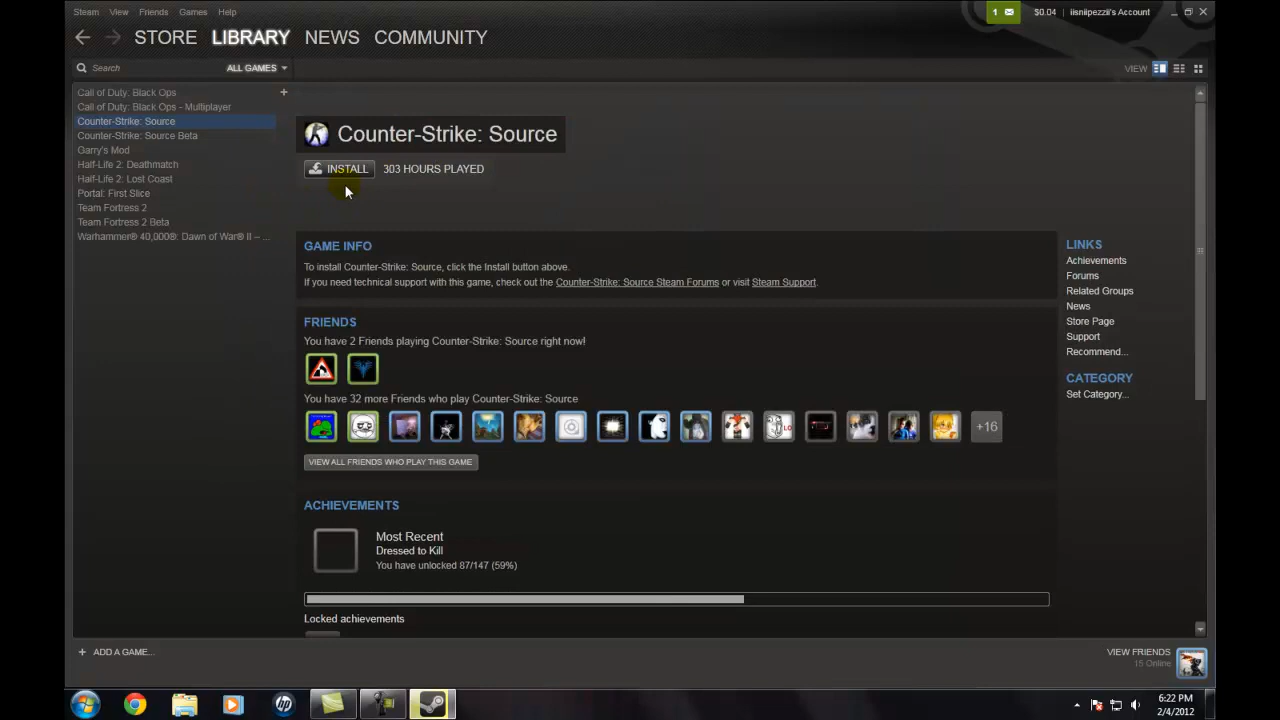 Steam View Friends Games Help
1 $0.04 iisniipezzii's Account
STORE LIBRARY NEWS COMMUNITY
Search ALL GAMES VIEW
Call of Duty: Black Ops +
Call of Duty: Black Ops - Multiplayer
Counter-Strike: Source
Counter-Strike: Source Beta
Garry's Mod
Half-Life 2: Deathmatch
Half-Life 2: Lost Coast
Portal: First Slice
Team Fortress 2
Team Fortress 2 Beta
Warhammer® 40,000®: Dawn of War® II – ...
Counter-Strike: Source
INSTALL 303 HOURS PLAYED
GAME INFO
To install Counter-Strike: Source, click the Install button above.
If you need technical support with this game, check out the Counter-Strike: Source Steam Forums or visit Steam Support.
FRIENDS
You have 2 Friends playing Counter-Strike: Source right now!
You have 32 more Friends who play Counter-Strike: Source
+16
VIEW ALL FRIENDS WHO PLAY THIS GAME
ACHIEVEMENTS
Most Recent
Dressed to Kill
You have unlocked 87/147 (59%)
Locked achievements
LINKS
Achievements
Forums
Related Groups
News
Store Page
Support
Recommend...
CATEGORY
Set Category...
+ ADD A GAME...
VIEW FRIENDS
15 Online
hp
6:22 PM
2/4/2012